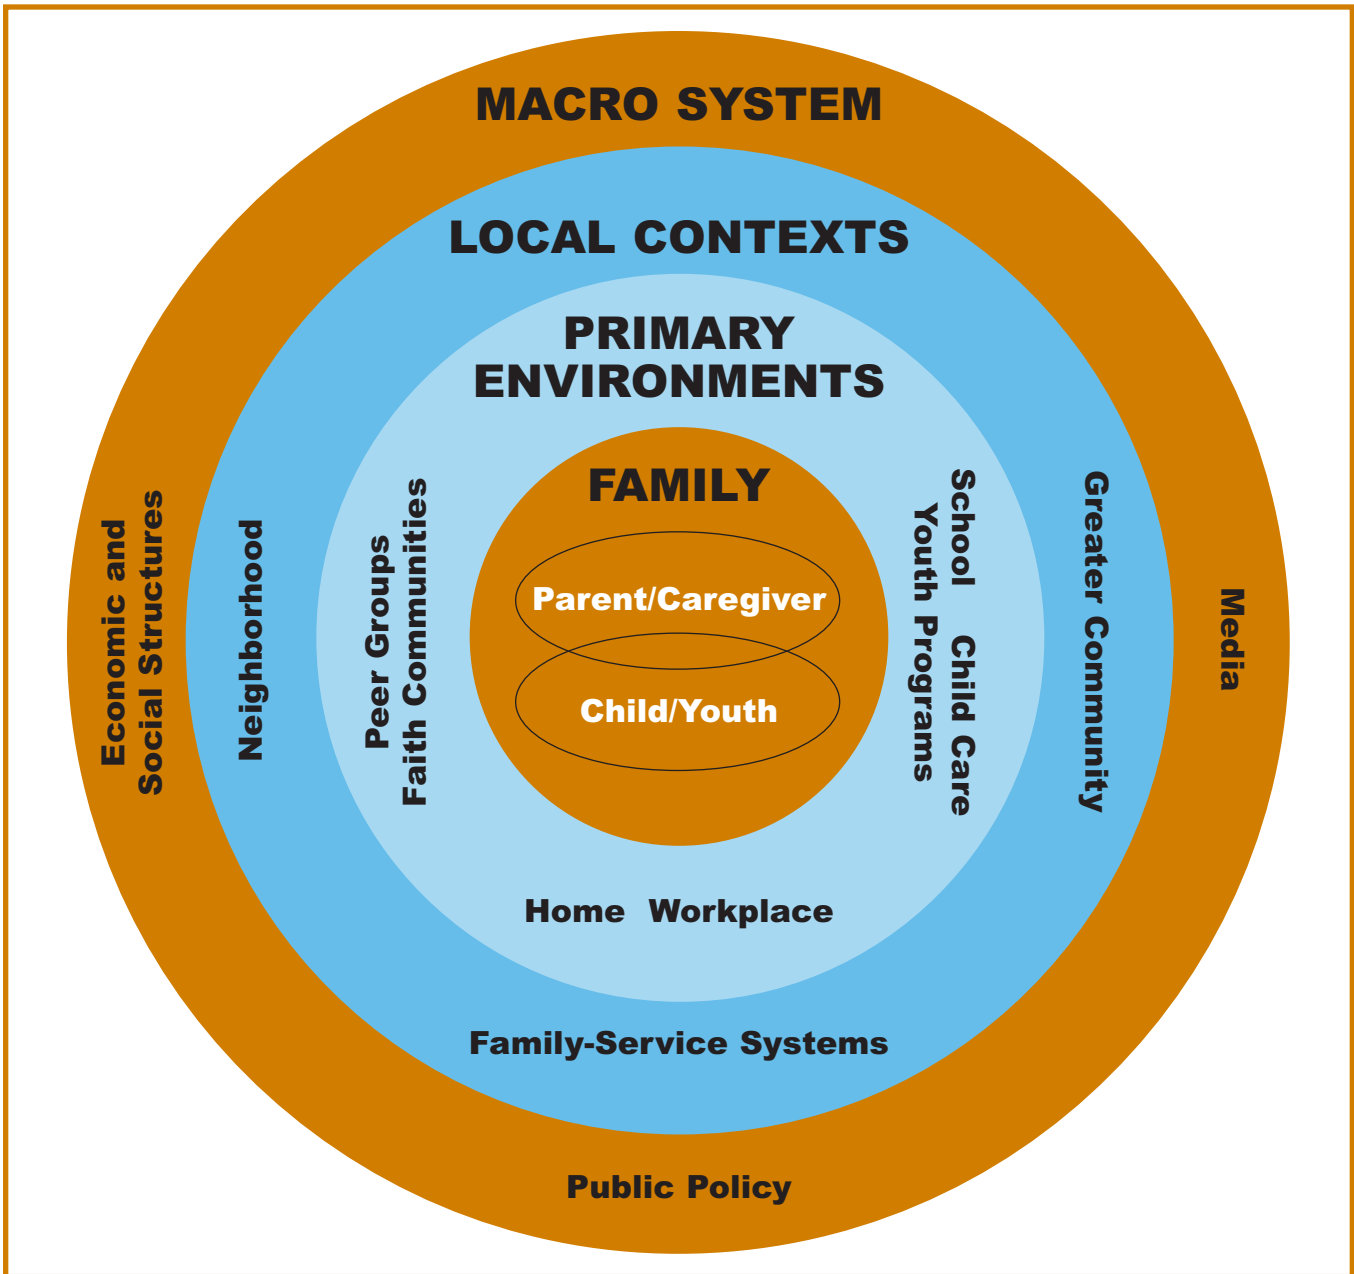 MACRO SYSTEM
LOCAL CONTEXTS
PRIMARY
ENVIRONMENTS
FAMILY
Parent/Caregiver
Child/Youth
Economic and
Social Structures
Neighborhood
Peer Groups
Faith Communities
School Child Care
Youth Programs
Greater Community
Media
Home Workplace
Family-Service Systems
Public Policy